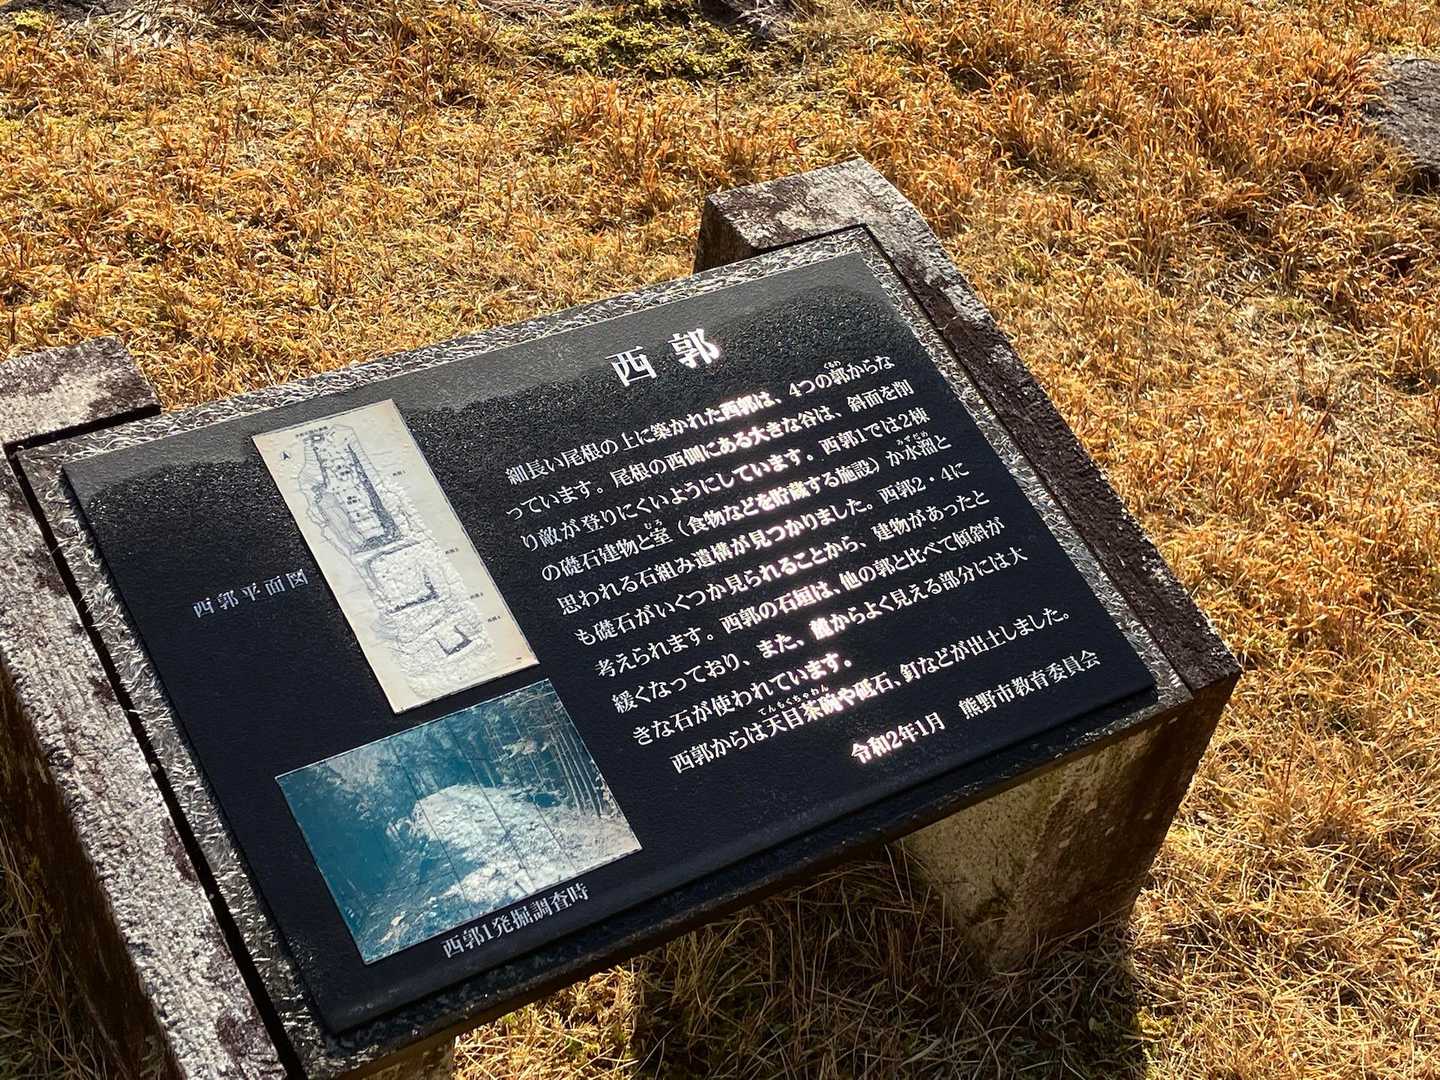 西郭
細長い尾根の上に築かれた西郭は、4つの郭からな
っています。尾根の西側にある大きな谷は、斜面を削
り敵が登りにくいようにしています。西郭1では2棟
の礎石建物と室（食物などを貯蔵する施設）か水溜と
思われる石組み遺構が見つかりました。西郭2・4に
も礎石がいくつか見られることから、建物があったと
考えられます。西郭の石垣は、他の郭と比べて傾斜が
緩くなっており、また、麓からよく見える部分には大
きな石が使われています。
西郭からは天目茶碗や砥石、釘などが出土しました。
令和2年1月　熊野市教育委員会
西郭平面図
西郭1発掘調査時